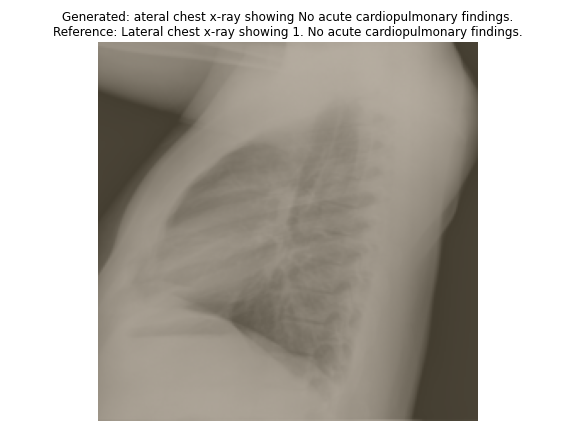 Generated: ateral chest x-ray showing No acute cardiopulmonary findings.
Reference: Lateral chest x-ray showing 1. No acute cardiopulmonary findings.